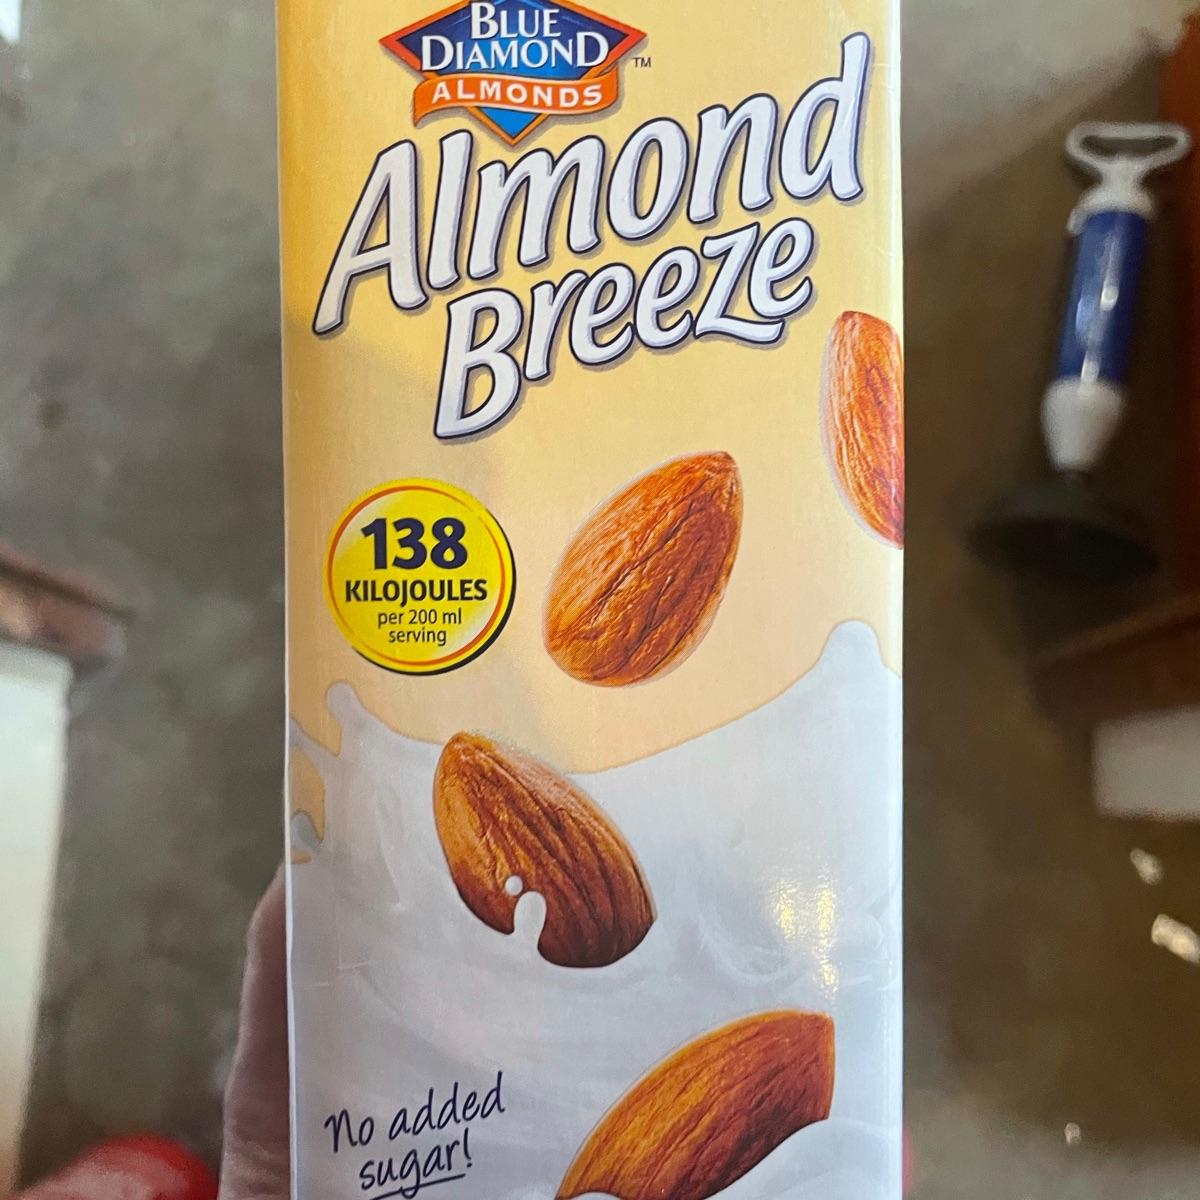 BLUE
DIAMOND
TM
ALMONDS
Almond
Breeze
138
KILOJOULES
per 200 ml
serving
No added
sugar!